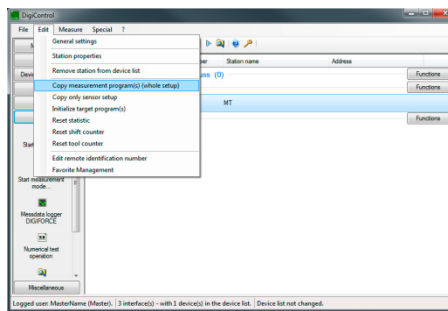 DigiControl
File Edit Measure Special ?
General settings
Station properties
Remove station from device list
Copy measurement program(s) (whole setup)
Copy only sensor setup
Initialize target program(s)
Reset statistic
Reset shift counter
Reset tool counter
Edit remote identification number
Favorite Management
Station name Address
(0) Functions
Functions
MT
Functions
Start measurement
mode...
Messdata logger
DIGIFORCE
Numerical test
operation
Miscellaneous
Logged user: MasterName (Master). 3 interface(s) - with 1 device(s) in the device list. Device list not changed.